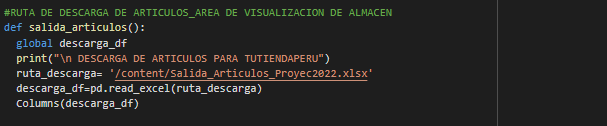 #RUTA DE DESCARGA DE ARTICULOS_AREA DE VISUALIZACION DE ALMACEN
def salida_articulos():
  global descarga_df
  print("\n DESCARGA DE ARTICULOS PARA TUTIENDAPERU")
  ruta_descarga= '/content/Salida_Articulos_Proyec2022.xlsx'
  descarga_df=pd.read_excel(ruta_descarga)
  Columns(descarga_df)